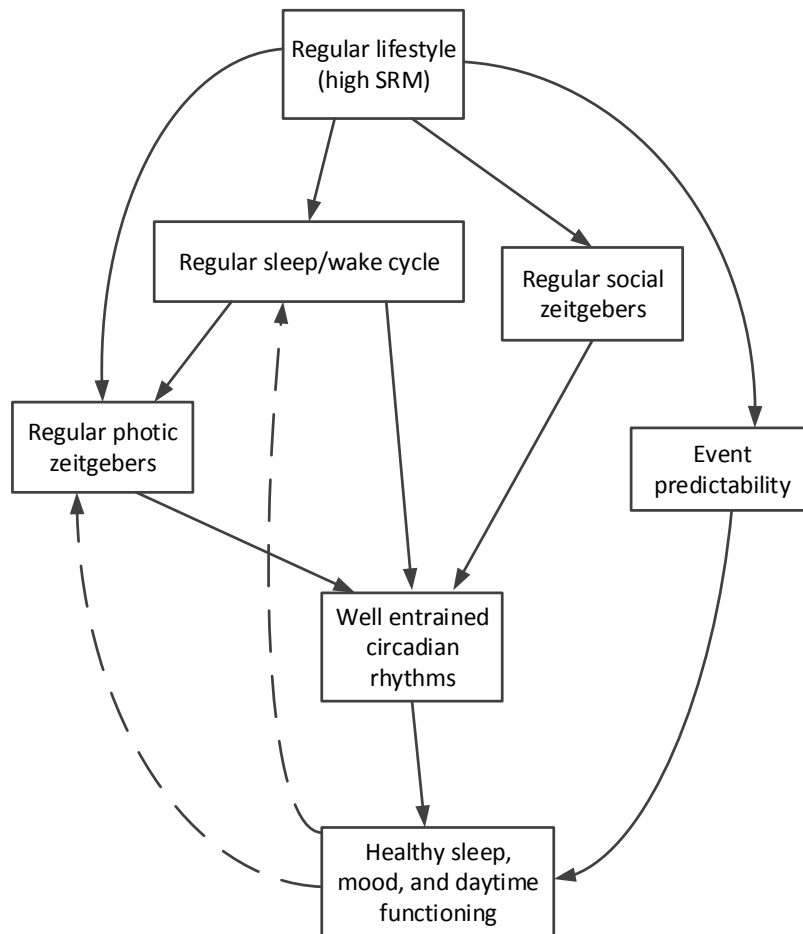 Regular lifestyle
(high SRM)
Regular sleep/wake cycle
Regular social
zeitgebers
Regular photic
zeitgebers
Event
predictability
Well entrained
circadian
rhythms
Healthy sleep,
mood, and daytime
functioning